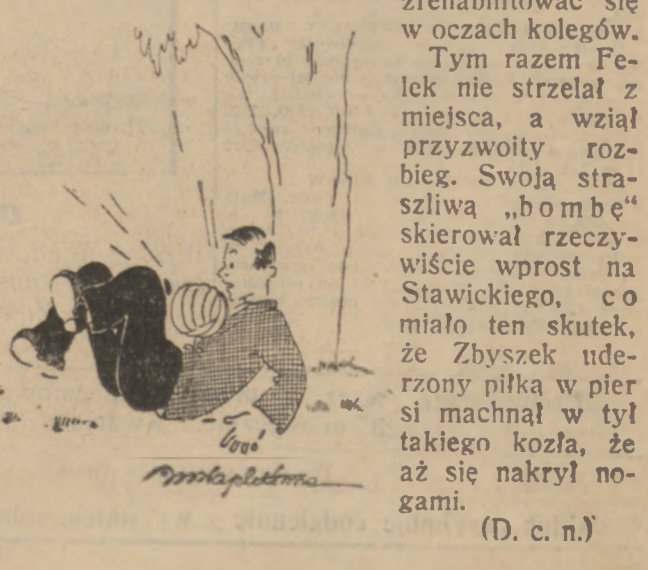 zrehabilitować się
w oczach kolegów.
Tym razem Fe-
lek nie strzelał z
miejsca, a wziął
przyzwoity roz-
bieg. Swoją stra-
szliwą „bombę“
skierował rzeczy-
wiście wprost na
Stawickiego, co
miało ten skutek,
że Zbyszek ude-
rzony piłką w pier
si machnął w tył
takiego kozła, że
aż się nakrył no-
gami.
(D. c. n.)